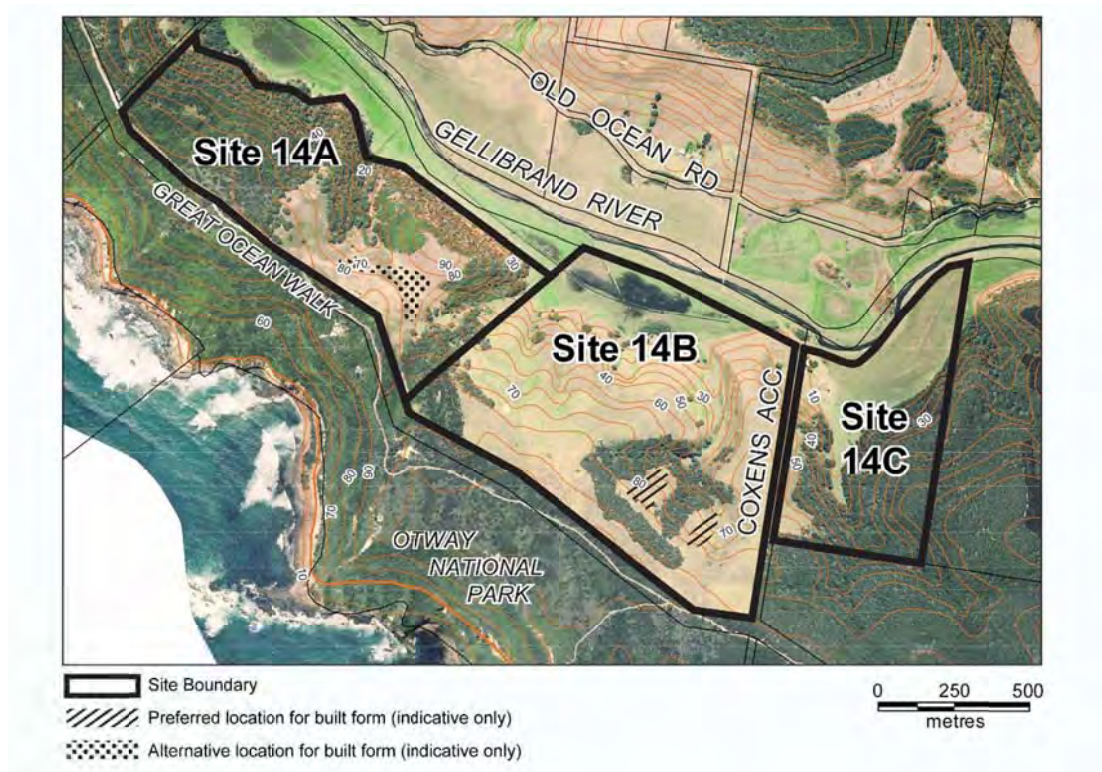 Site 14A
40
20
GREAT OCEAN WALK
GELLIBRAND RIVER
OLD OCEAN RD
80
70
90
80
30
60
Site 14B
40
70
60
50
30
COXENS ACC
10
40
50
Site
14C
30
80
70
90
80
70
10
OTWAY
NATIONAL
PARK
Site Boundary
Preferred location for built form (indicative only)
Alternative location for built form (indicative only)
0 250 500
metres